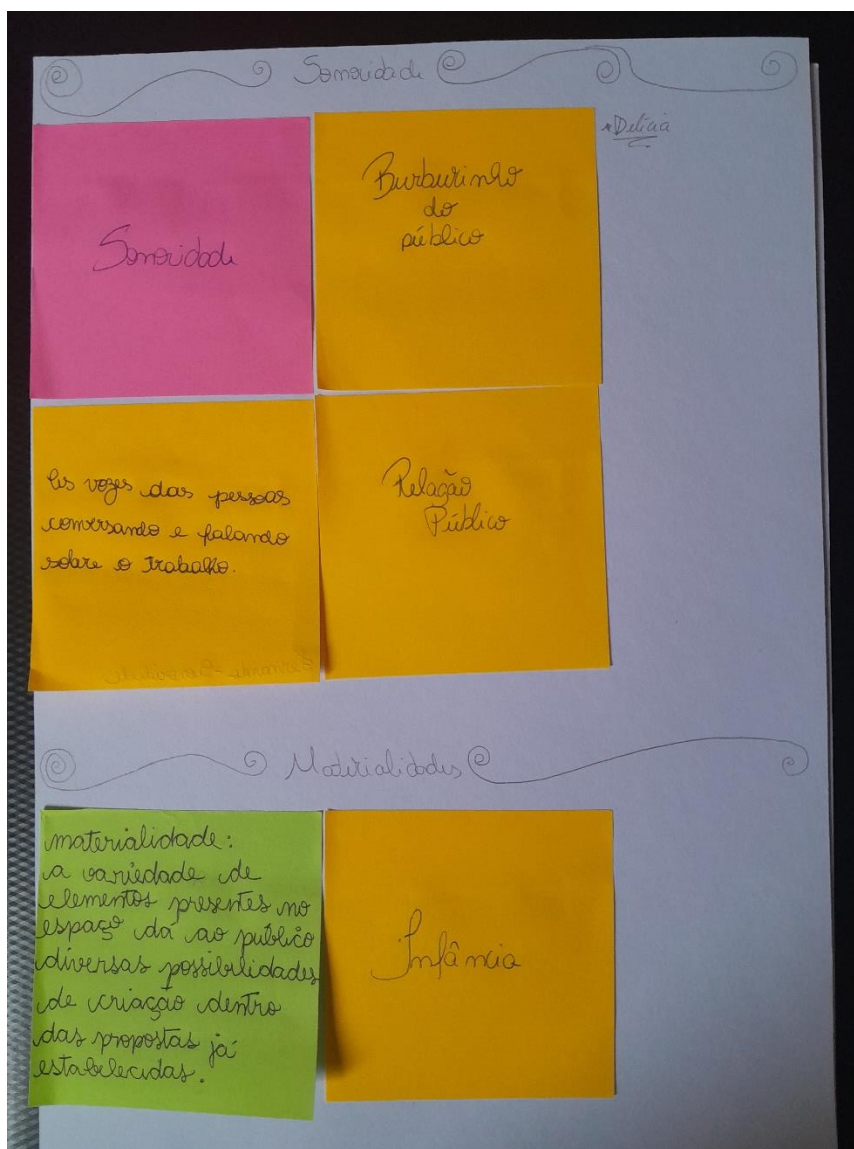 Sonoridade
*Delícia
Sonoridade
Burburinho
do
público
As vozes das pessoas
conversando e falando
sobre o trabalho.
Relação
Público
Materialidades
materialidade:
a variedade de
elementos presentes no
espaço dá ao público
diversas possibilidades
de criação dentro
das propostas já
estabelecidas.
Infância